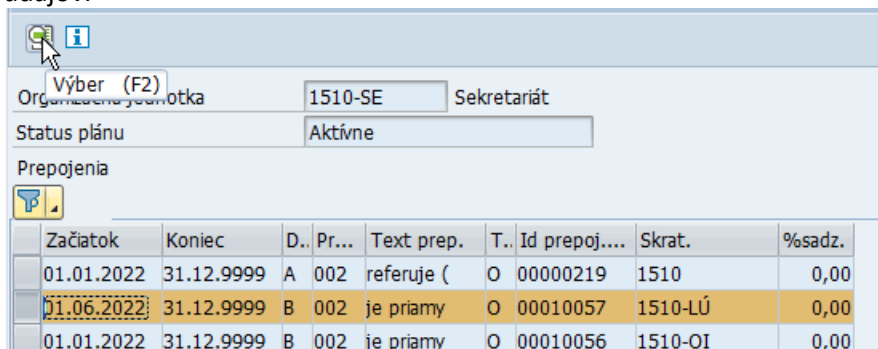 Výber (F2)
1510-SE Sekretariát
Status plánu Aktívne
Prepojenia
Začiatok Koniec D.. Pr... Text prep. T.. Id prepoj.... Skrat. %sadz.
01.01.2022 31.12.9999 A 002 referuje ( O 00000219 1510 0,00
01.06.2022 31.12.9999 B 002 je priamy O 00010057 1510-LÚ 0,00
01.01.2022 31.12.9999 B 002 je priamy O 00010056 1510-OI 0,00